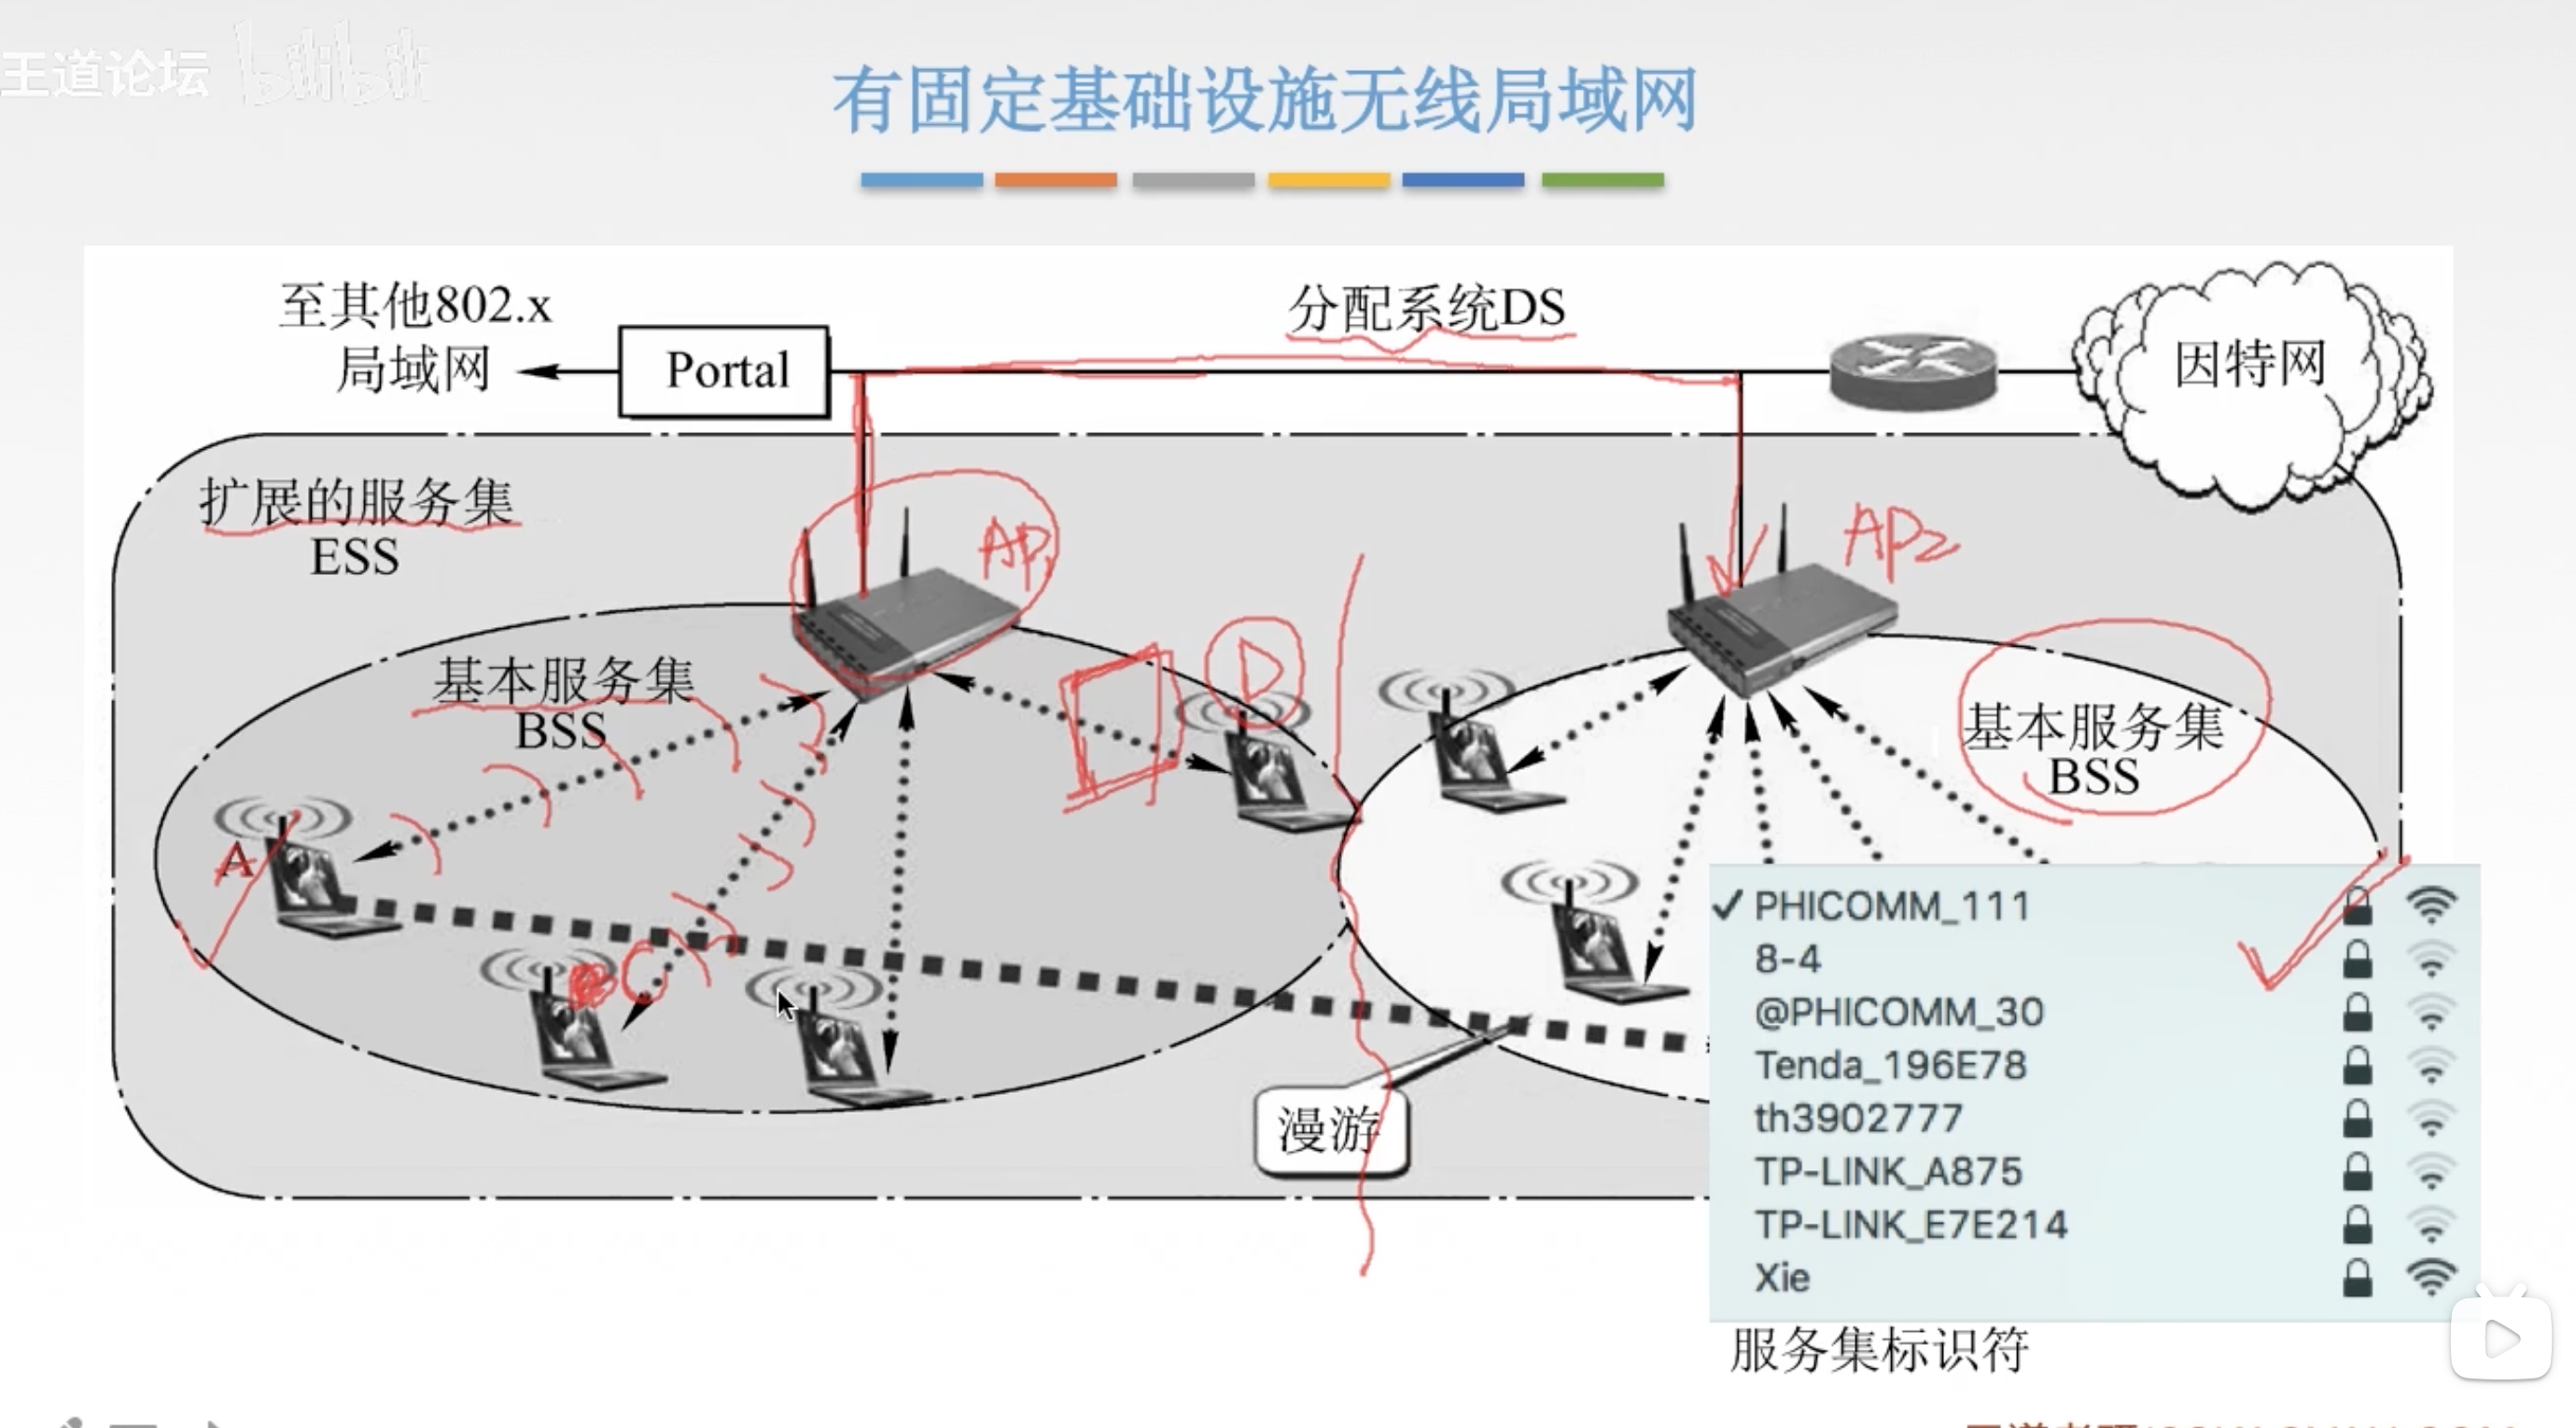 王道论坛 bilibili
有固定基础设施无线局域网
至其他802.x
局域网
Portal
分配系统DS
因特网
扩展的服务集
ESS
AP1
AP2
基本服务集
BSS
D
基本服务集
BSS
A
C
漫游
PHICOMM_111
8-4
@PHICOMM_30
Tenda_196E78
th3902777
TP-LINK_A875
TP-LINK_E7E214
Xie
服务集标识符